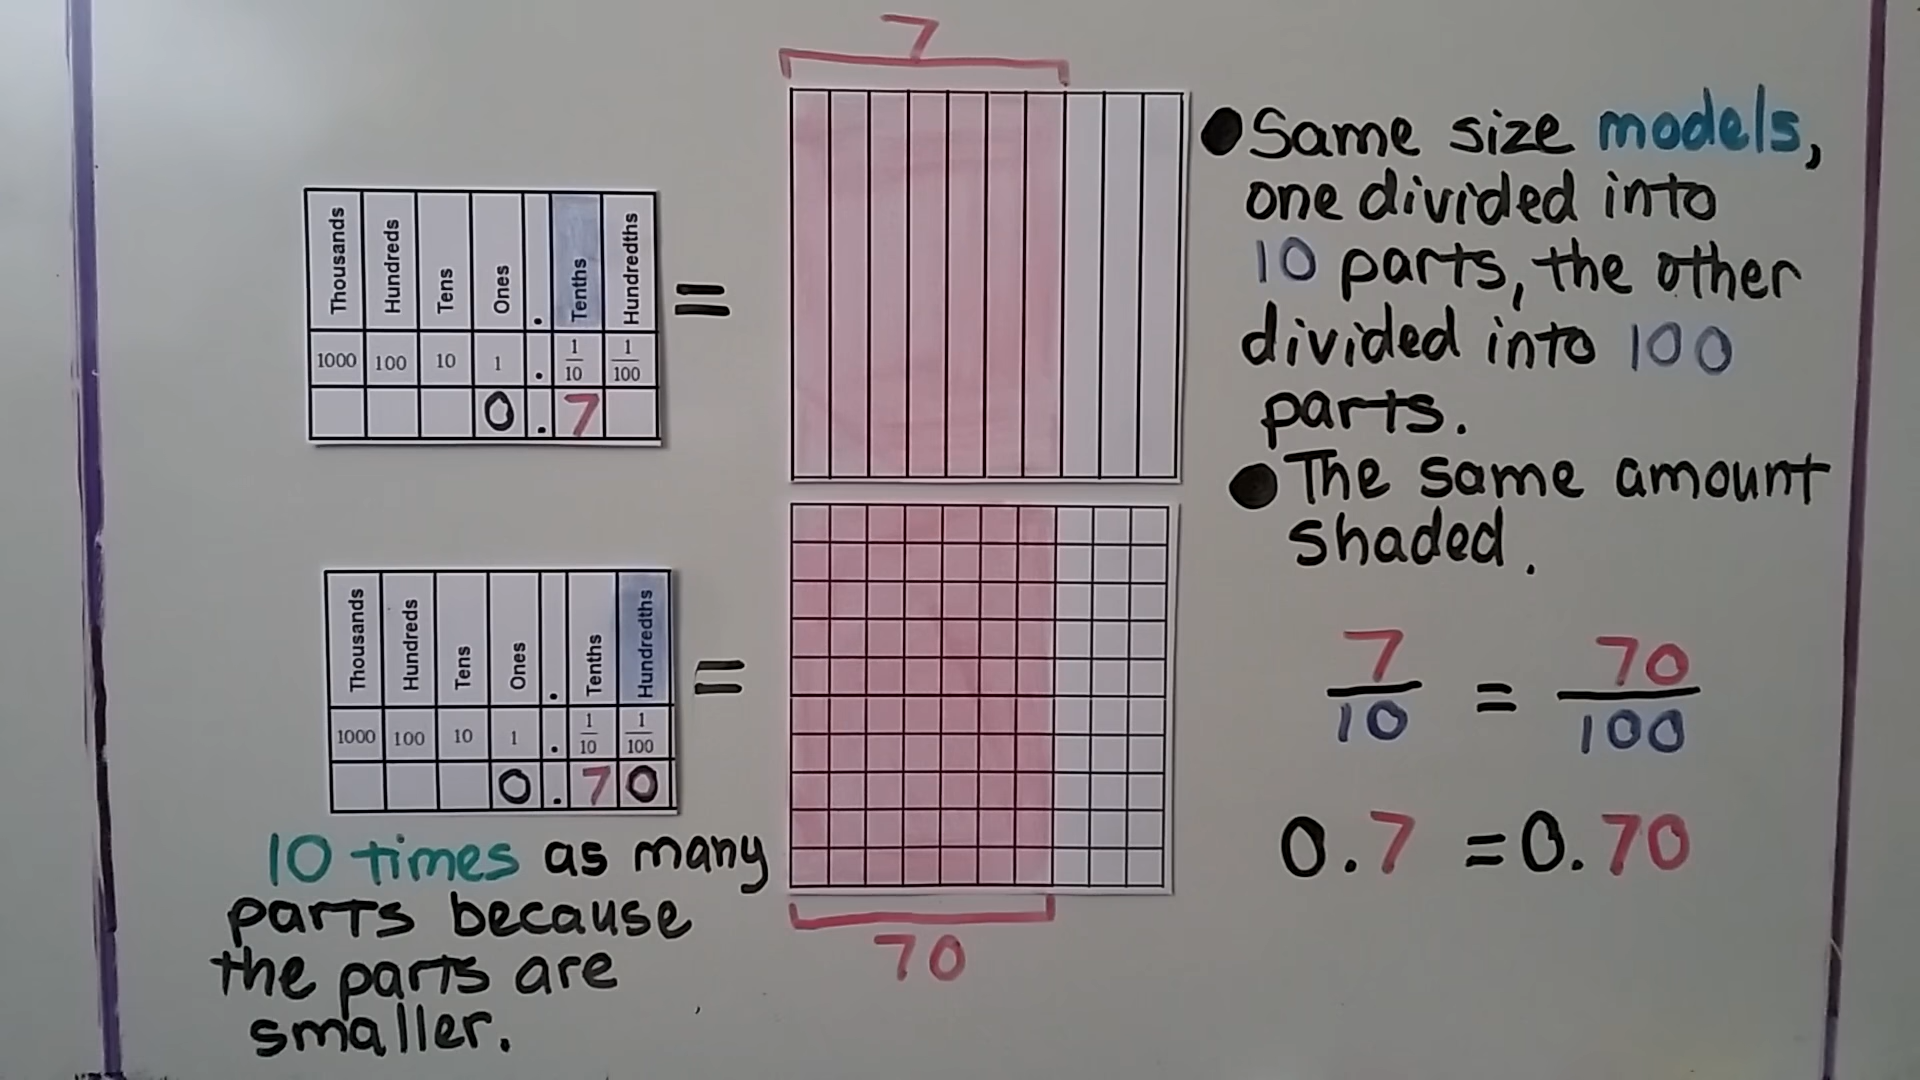 7
Thousands Hundreds Tens Ones . Tenths Hundredths
1000 100 10 1 . 1/10 1/100
0 . 7
=
Thousands Hundreds Tens Ones . Tenths Hundredths
1000 100 10 1 . 1/10 1/100
0 . 7 0
=
10 times as many
parts because
the parts are
smaller.
70
● Same size models,
one divided into
10 parts, the other
divided into 100
parts.
● The same amount
shaded.
7/10 = 70/100
0.7 = 0.70